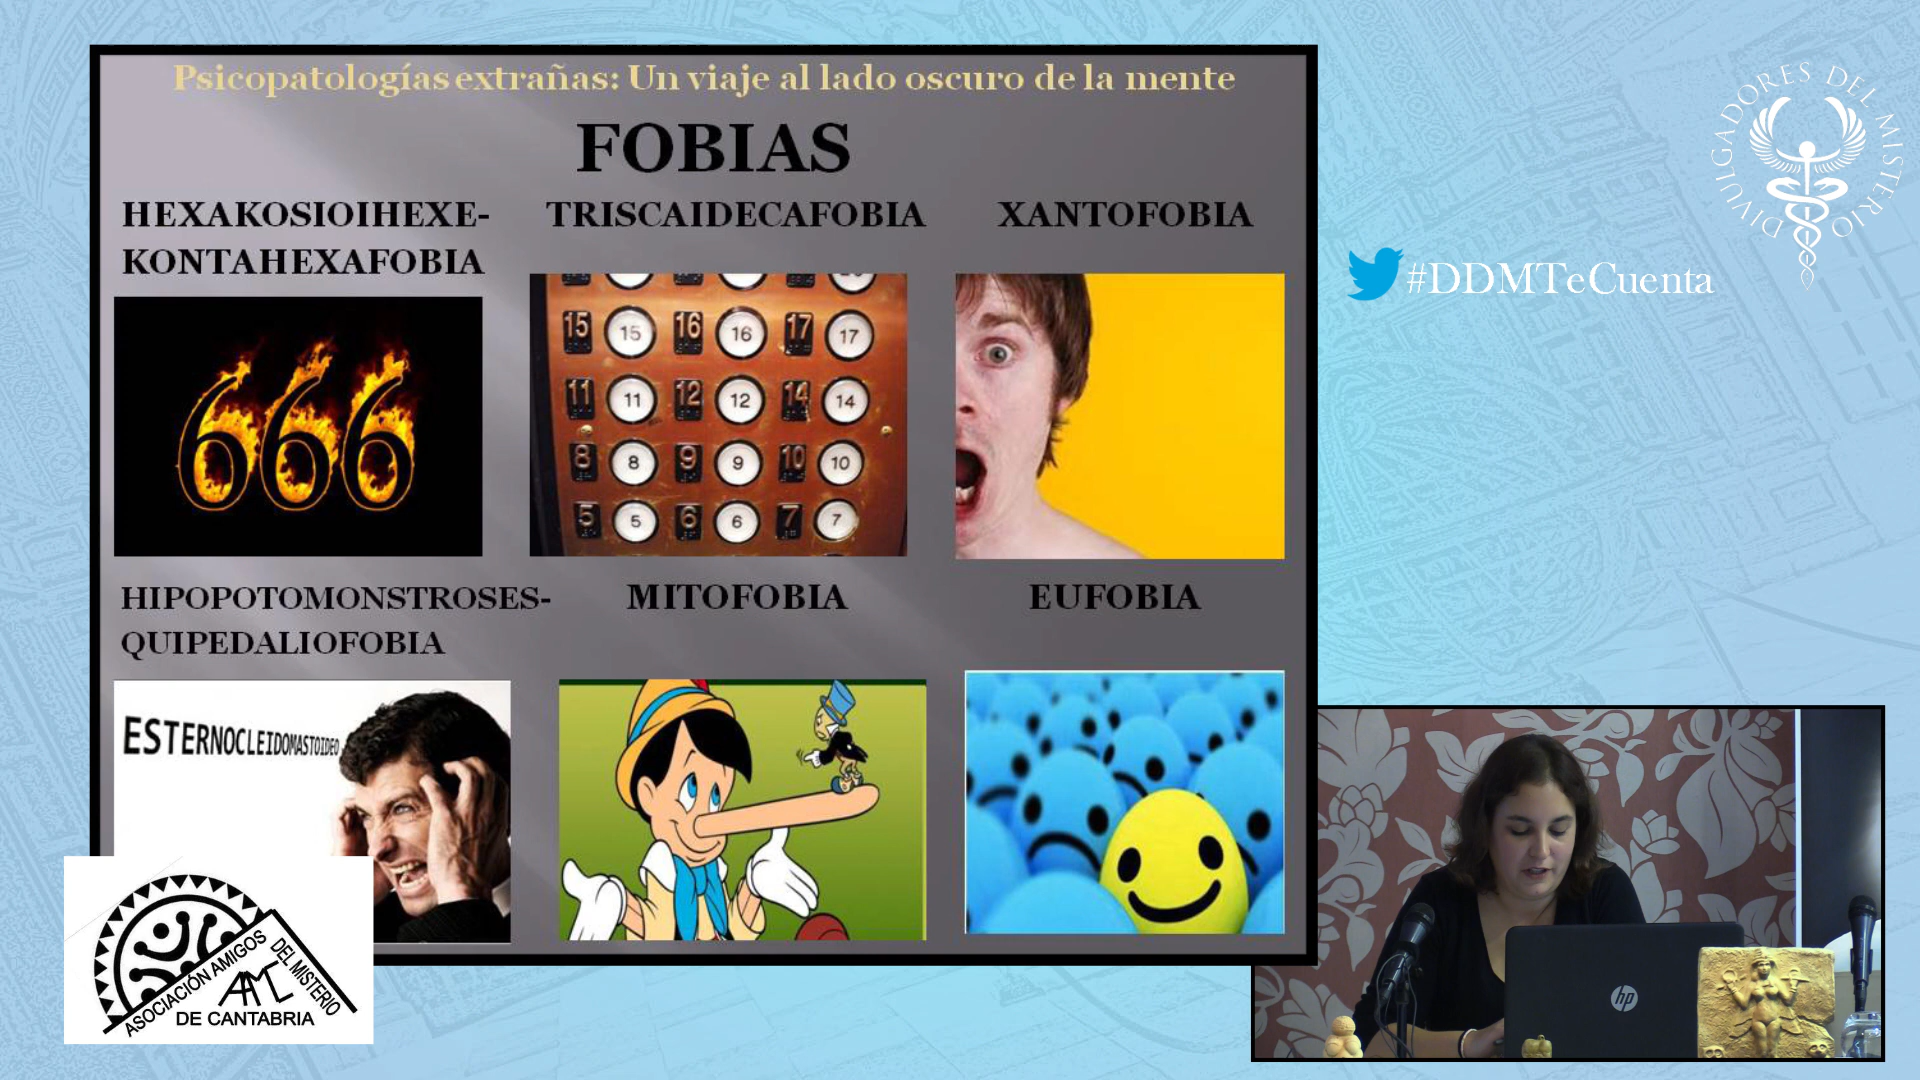 Psicopatologías extrañas: Un viaje al lado oscuro de la mente
FOBIAS
HEXAKOSIOIHEXE-
KONTAHEXAFOBIA
TRISCAIDECAFOBIA
XANTOFOBIA
666
15 15 16 16 17 17
11 11 12 12 14 14
8 8 9 9 10 10
5 5 6 6 7 7
HIPOPOTOMONSTROSES-
QUIPEDALIOFOBIA
MITOFOBIA
EUFOBIA
ESTERNOCLEIDOMASTOIDEO
ASOCIACIÓN AMIGOS DEL MISTERIO
AMC
DE CANTABRIA
DIVULGADORES DEL MISTERIO
#DDMTeCuenta
hp